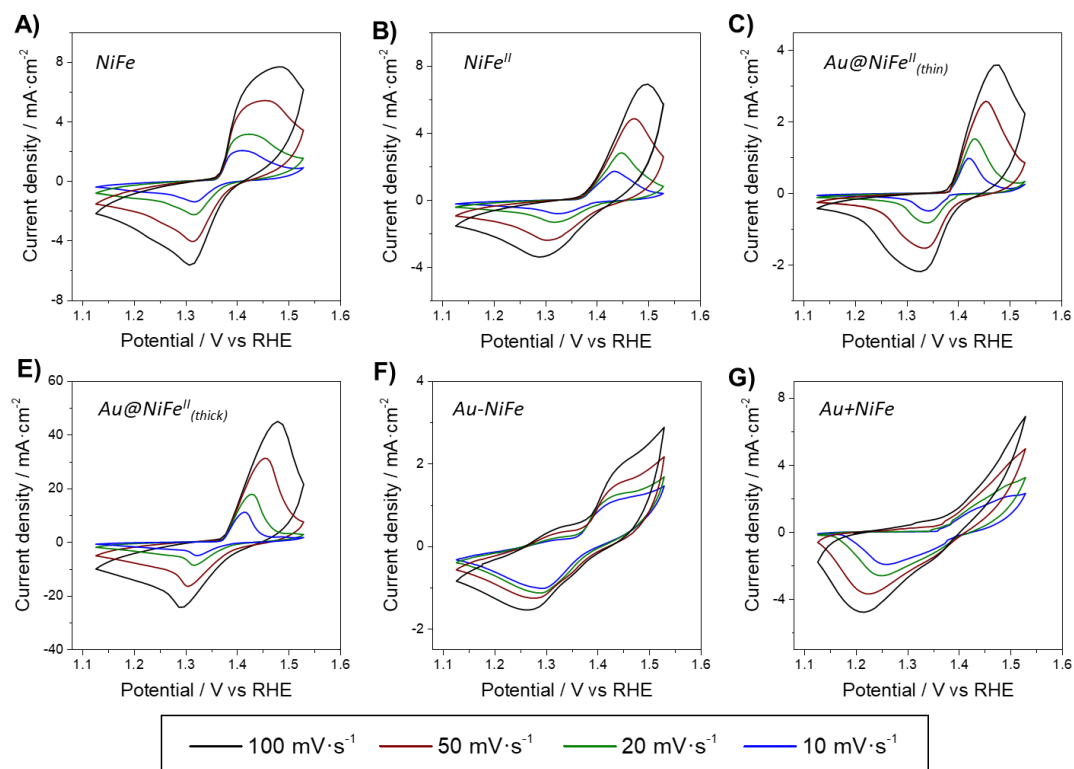 A)
NiFe
Current density / mA·cm⁻²
8
4
0
-4
-8
1.1 1.2 1.3 1.4 1.5 1.6
Potential / V vs RHE
B)
NiFeᴵᴵ
Current density / mA·cm⁻²
8
4
0
-4
1.1 1.2 1.3 1.4 1.5 1.6
Potential / V vs RHE
C)
Au@NiFeᴵᴵ(thin)
Current density / mA·cm⁻²
4
2
0
-2
1.1 1.2 1.3 1.4 1.5 1.6
Potential / V vs RHE
E)
Au@NiFeᴵᴵ(thick)
Current density / mA·cm⁻²
60
40
20
0
-20
-40
1.1 1.2 1.3 1.4 1.5 1.6
Potential / V vs RHE
F)
Au-NiFe
Current density / mA·cm⁻²
4
2
0
-2
1.1 1.2 1.3 1.4 1.5 1.6
Potential / V vs RHE
G)
Au+NiFe
Current density / mA·cm⁻²
8
4
0
-4
1.1 1.2 1.3 1.4 1.5 1.6
Potential / V vs RHE
100 mV·s⁻¹ 50 mV·s⁻¹ 20 mV·s⁻¹ 10 mV·s⁻¹